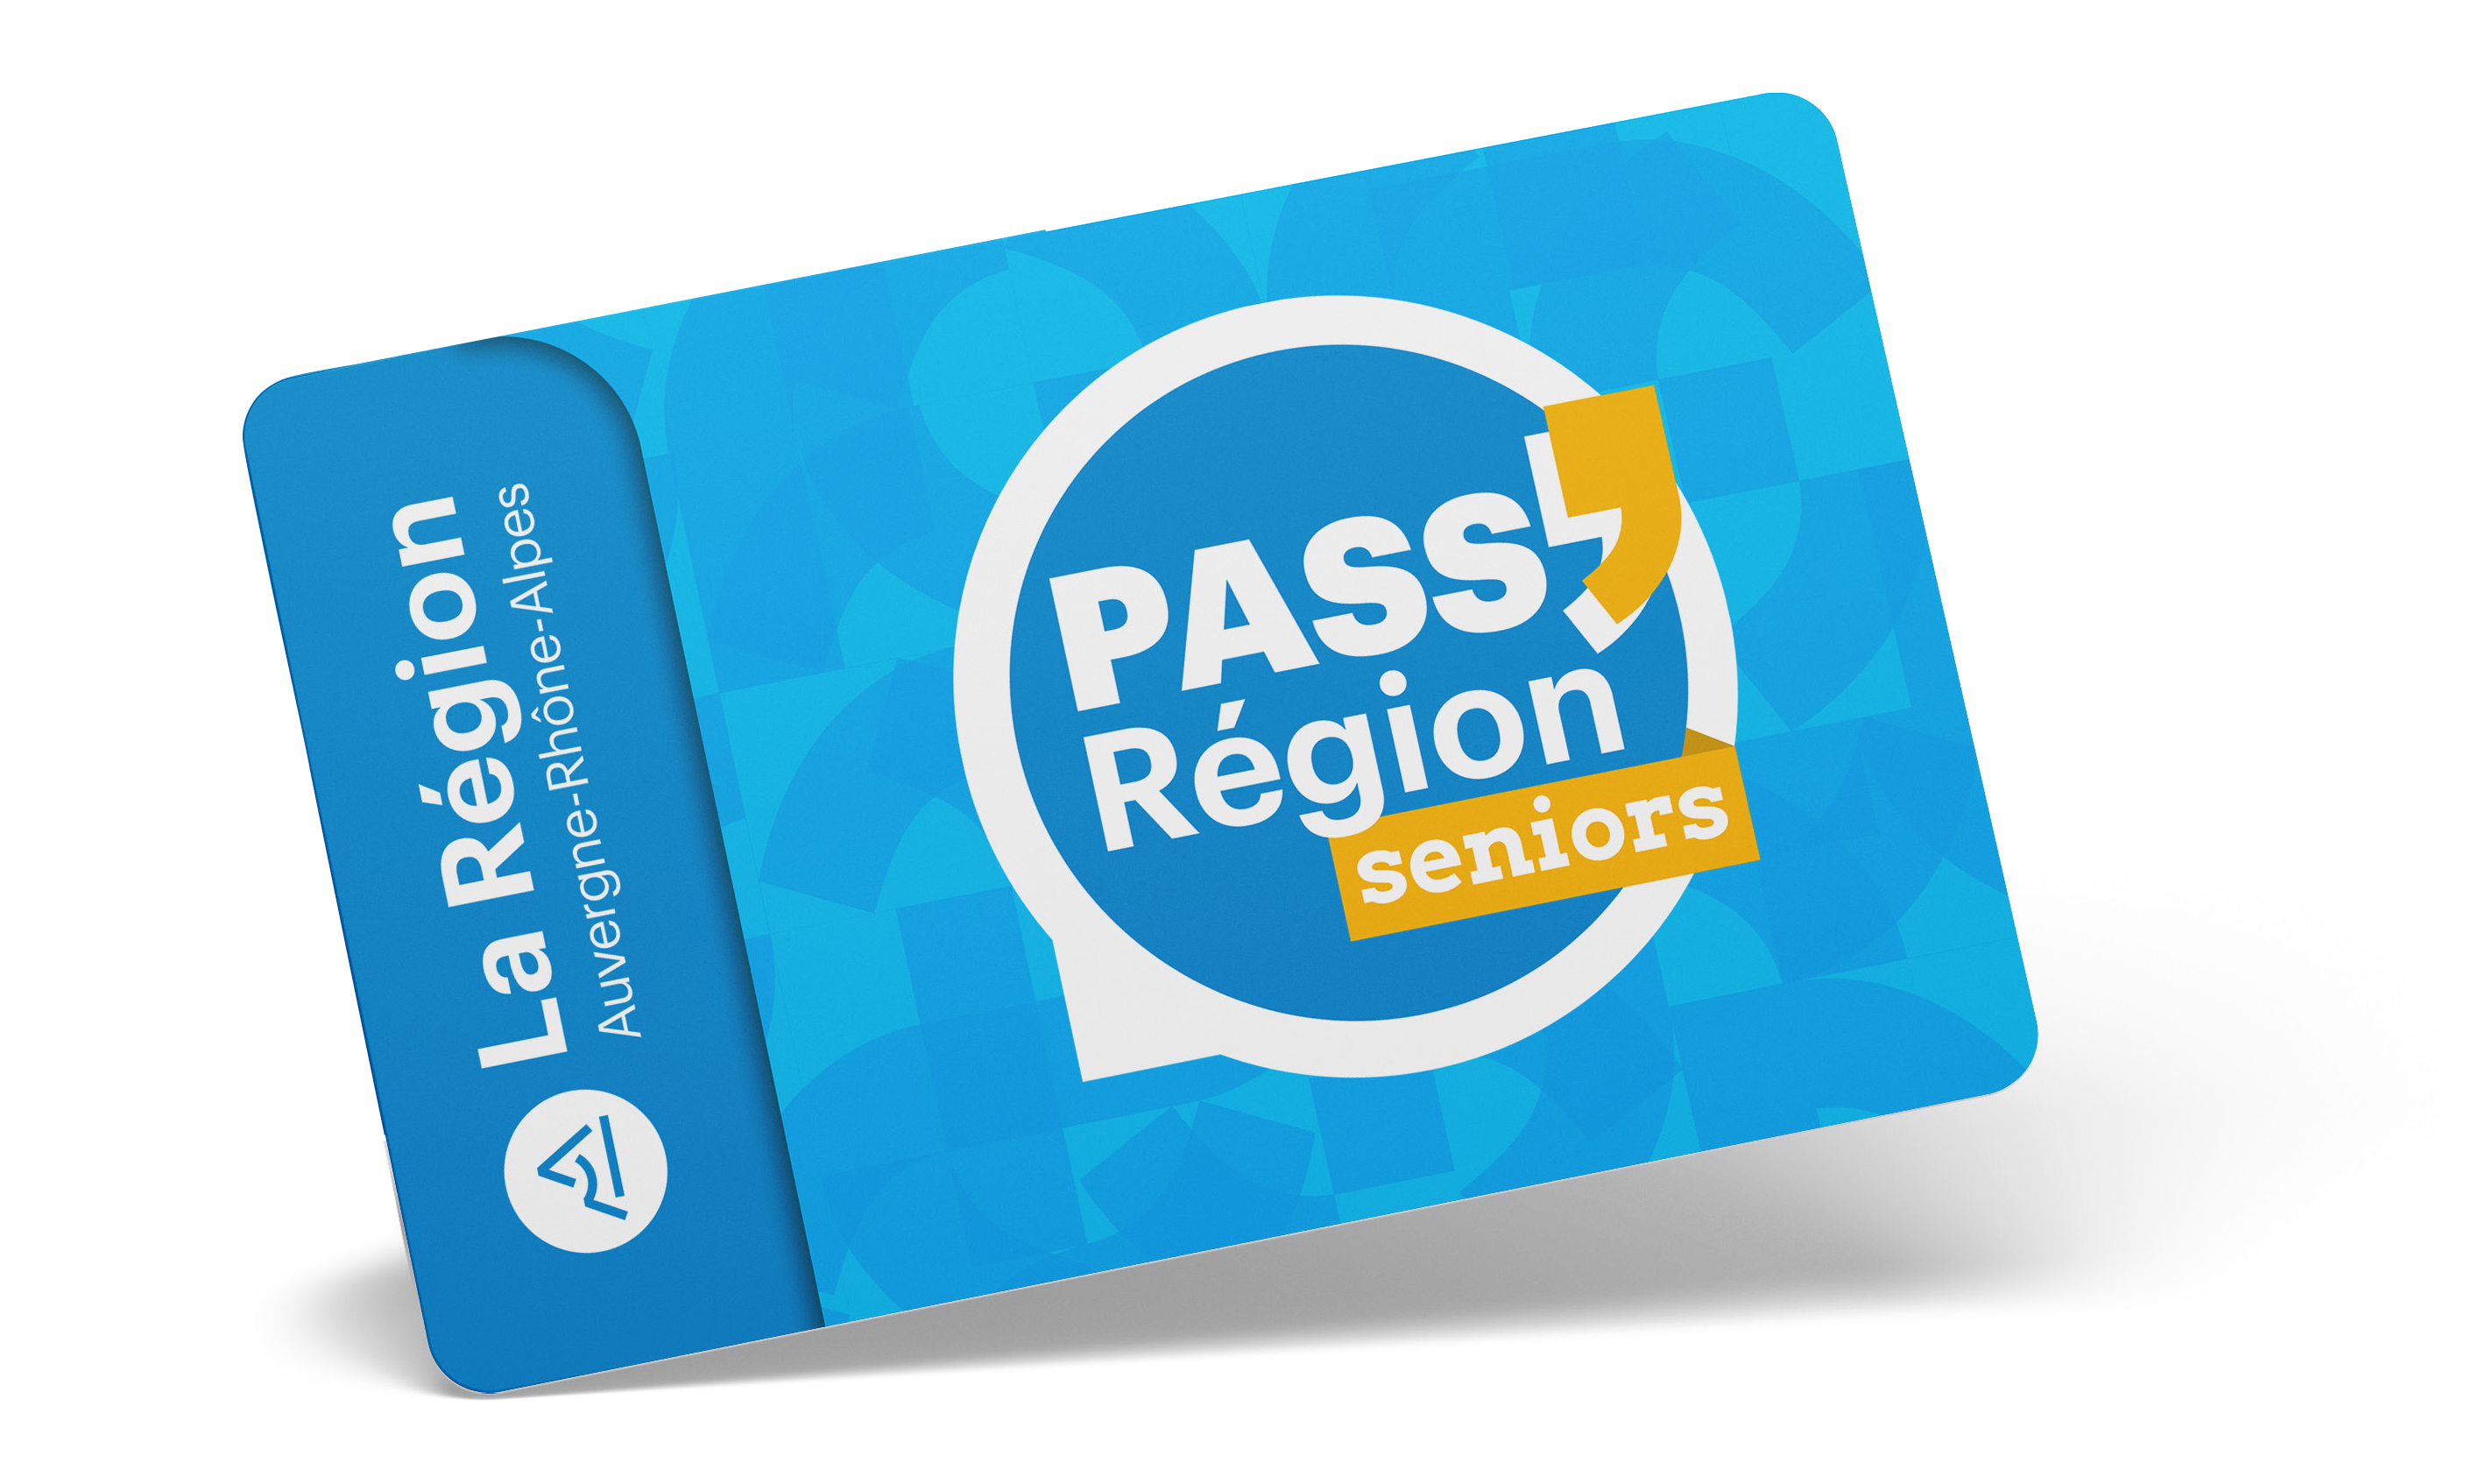 La Région
Auvergne-Rhône-Alpes
PASS'
Région
seniors